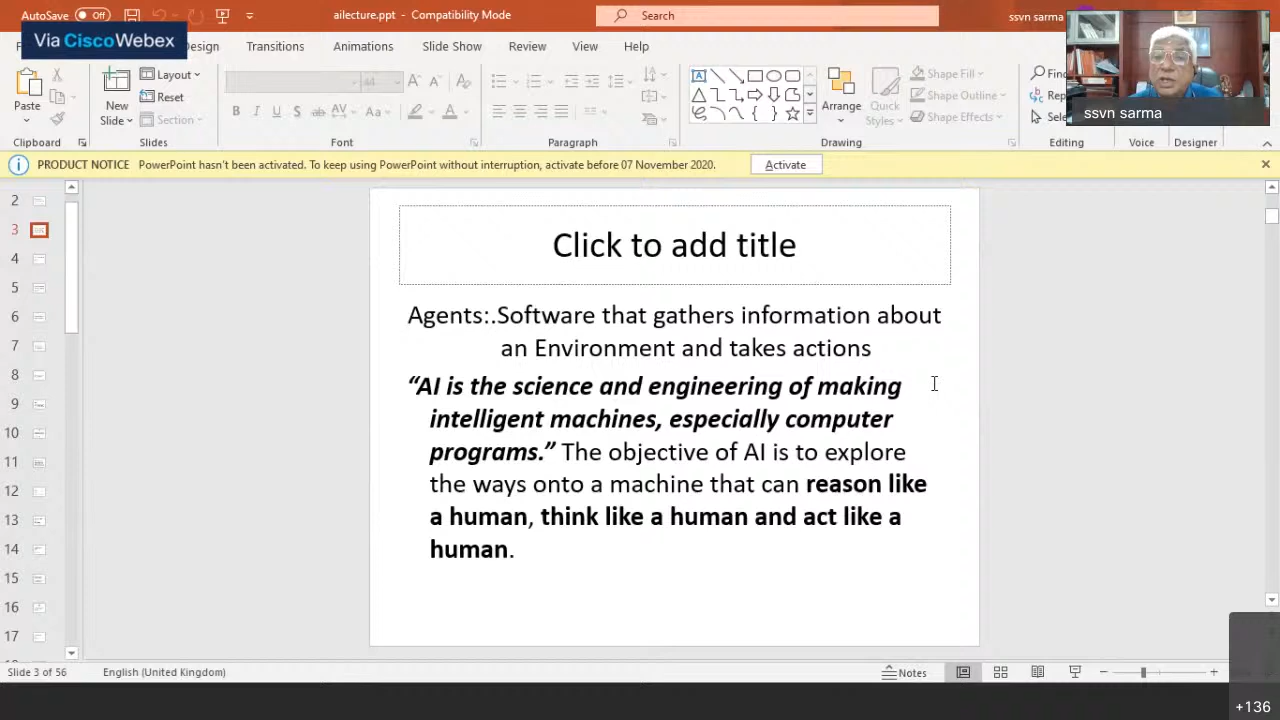 AutoSave Off
ailecture.ppt - Compatibility Mode
Search
ssvn sarma
Via CiscoWebex
Design Transitions Animations Slide Show Review View Help
Paste
New
Slide
Layout
Reset
Section
44
Aa
Arrange
Quick
Styles
Shape Fill
Shape Outline
Shape Effects
ssvn sarma
Clipboard Slides Font Paragraph Drawing Editing Voice Designer
PRODUCT NOTICE PowerPoint hasn't been activated. To keep using PowerPoint without interruption, activate before 07 November 2020. Activate
2
3
4
5
6
7
8
9
10
11
12
13
14
15
16
17
Click to add title
Agents:.Software that gathers information about
an Environment and takes actions
“AI is the science and engineering of making
intelligent machines, especially computer
programs.” The objective of AI is to explore
the ways onto a machine that can reason like
a human, think like a human and act like a
human.
Slide 3 of 56 English (United Kingdom) Notes
+136